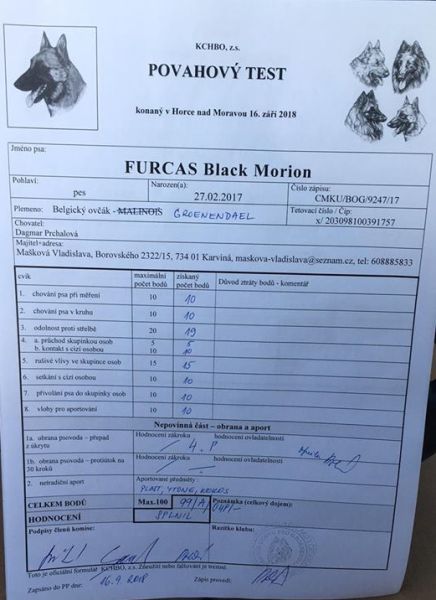 KCHBO, z.s.
POVAHOVÝ TEST
konaný v Horce nad Moravou 16. září 2018
Jméno psa:
FURCAS Black Morion
Pohlaví: pes
Narozen(a): 27.02.2017
Číslo zápisu: CMKU/BOG/9247/17
Plemeno: Belgický ovčák - MALINOIS GROENENDAEL
Tetovací číslo / Čip: x/ 203098100391757
Chovatel:
Dagmar Prchalová
Majitel+adresa:
Mašková Vladislava, Borovského 2322/15, 734 01 Karviná, maskova-vladislava@seznam.cz, tel: 608885833
cvik maximální počet bodů získaný počet bodů Důvod ztráty bodů - komentář
1. chování psa při měření 10 10
2. chování psa v kruhu 10 10
3. odolnost proti střelbě 20 19
4. a. průchod skupinkou osob 5 5
b. kontakt s cizí osobou 10 10
5. rušivé vlivy ve skupince osob 15 15
6. setkání s cizí osobou 10 10
7. přivolání psa do skupinky osob 10 10
8. vlohy pro aportování 10 10
Nepovinná část – obrana a aport
1a. obrana psovoda – přepad z úkrytu Hodnocení zákroku 4. P hodnocení ovladatelnosti
1b. obrana psovoda – protiútok na 30 kroků Hodnocení zákroku hodnocení ovladatelnosti
2. netradiční aport Aportované předměty
CELKEM BODŮ Max.100 99/A/ Poznámka (celkový dojem):
HODNOCENÍ SPLNIL
Podpisy členů komise: Razítko klubu:
Toto je oficiální formulář KCHBO, z.s. Zneužití nebo falšování je trestné.
Zapsáno do PP dne: 16.9.2018 Zápis provedl: